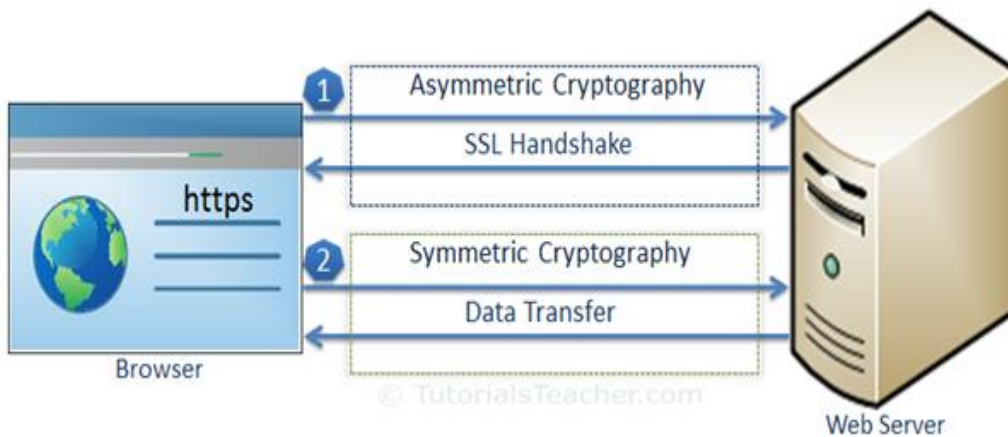 1
Asymmetric Cryptography
SSL Handshake
https
2
Symmetric Cryptography
Data Transfer
Browser
© TutorialsTeacher.com
Web Server